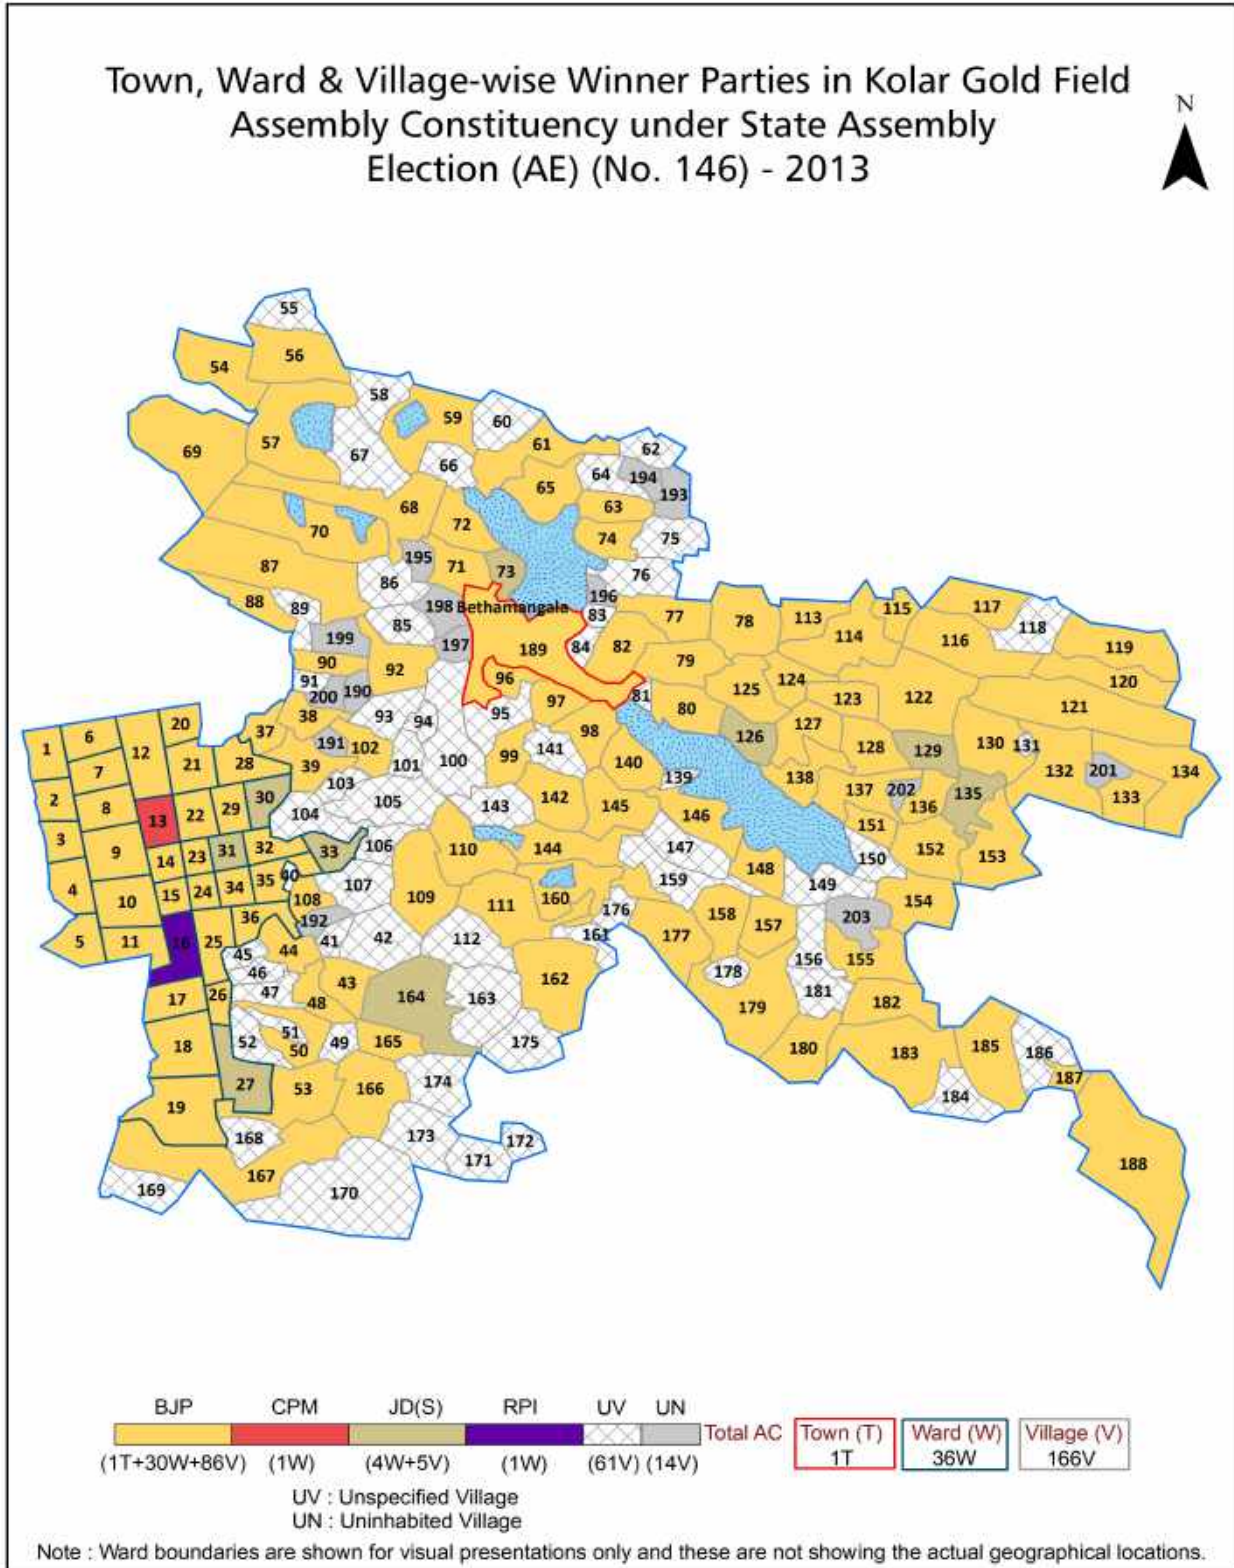 Town, Ward & Village-wise Winner Parties in Kolar Gold Field
Assembly Constituency under State Assembly
Election (AE) (No. 146) - 2013
N
55
54 56
58
59 60
69 57 67 61 62
66 64 194
65 193
68 63
70 72 74 75
195 71 73 76
87 86
88 89 198 Bethamangala 196
85 83 77 78 113 115 117
199 197 189 84 82 114 116 118
90 92 79 119
91 96 124 120
200 190 81 125 123 122 121
38 93 94 95 97 80
20 37 191 102 98 126 127
1 6 12 99 141 128 129 130 131
21 28 39 101 100 140 139 138 132 201 134
7 103 137 202 135
2 8 22 29 30 105 143 142 145 136 133
13 104 146 151
3 9 14 23 31 32 33 106 110 144 147 150 152 153
4 15 24 34 35 40 107 148
10 108 109 111 160 159 149
36 192 176 158 157 203 154
5 11 16 25 44 41 42 112 161 177
45 156 155
46 43 162 178
17 26 47 48 164 163 179 181 182
51
18 52 50 49 165 175 180 183 185 186
27 53 166 174 184 187
19
168 173 172 188
167 171
169 170
BJP CPM JD(S) RPI UV UN
Total AC Town (T) Ward (W) Village (V)
1T 36W 166V
(1T+30W+86V) (1W) (4W+5V) (1W) (61V) (14V)
UV : Unspecified Village
UN : Uninhabited Village
Note : Ward boundaries are shown for visual presentations only and these are not showing the actual geographical locations.